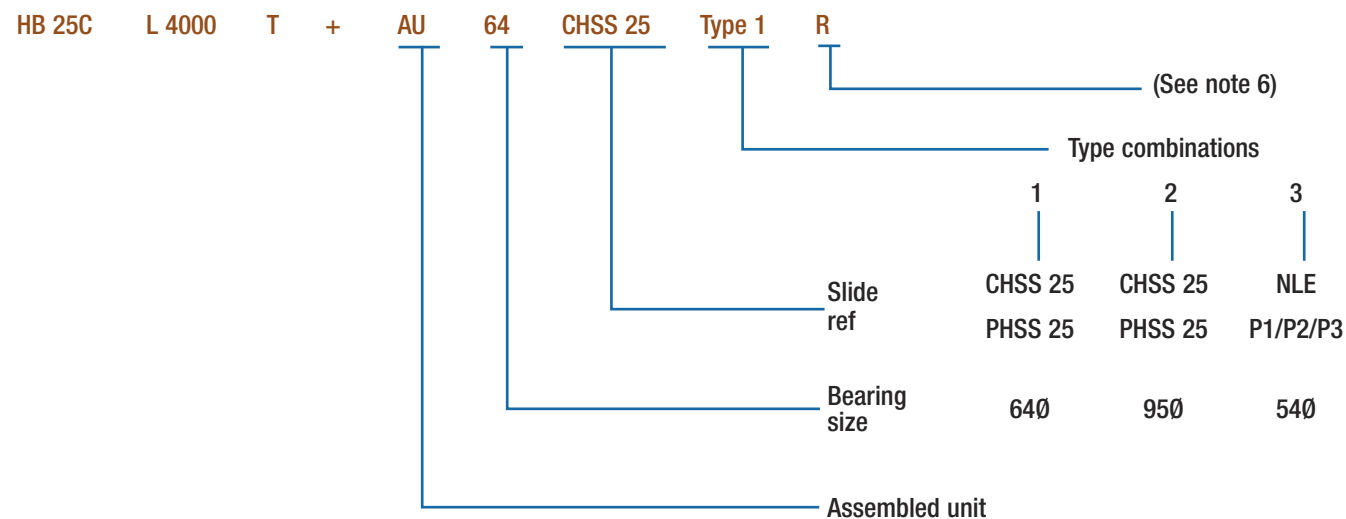 HB 25C L 4000 T + AU 64 CHSS 25 Type 1 R
(See note 6)
Type combinations
1 2 3
Slide
ref
CHSS 25 CHSS 25 NLE
PHSS 25 PHSS 25 P1/P2/P3
Bearing
size
64Ø 95Ø 54Ø
Assembled unit